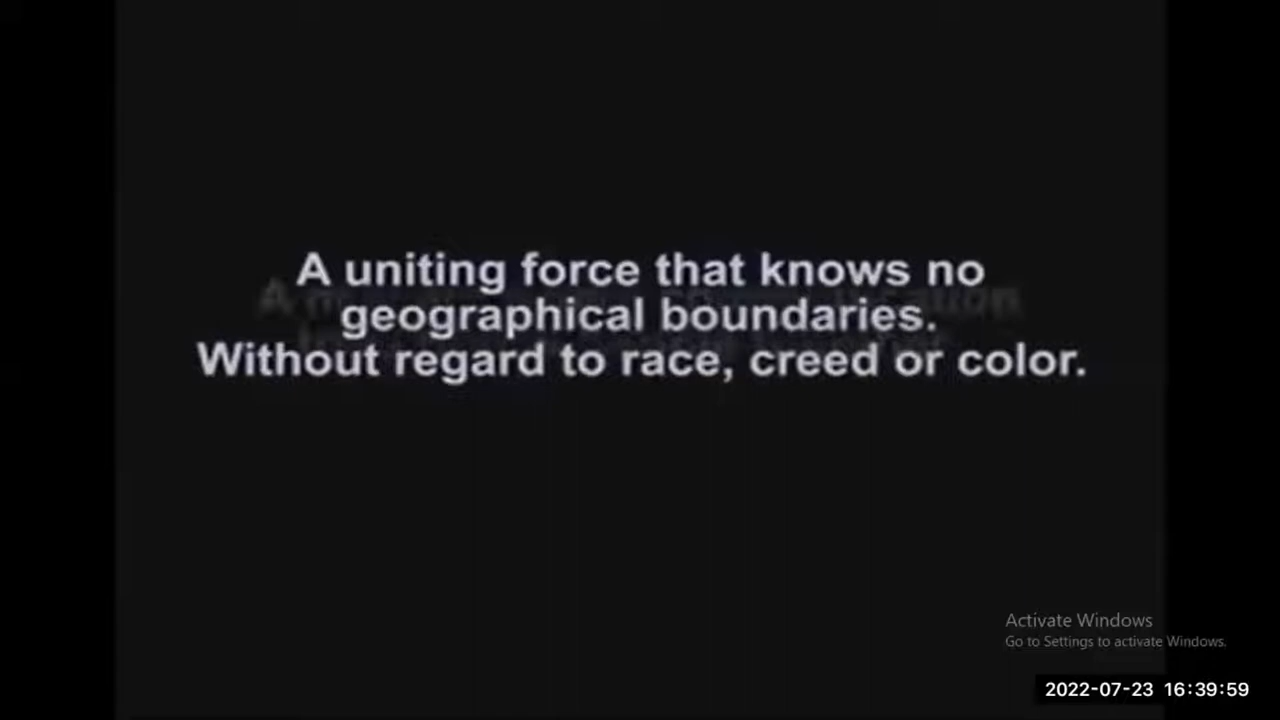 A uniting force that knows no
geographical boundaries.
Without regard to race, creed or color.
Activate Windows
Go to Settings to activate Windows.
2022-07-23 16:39:59